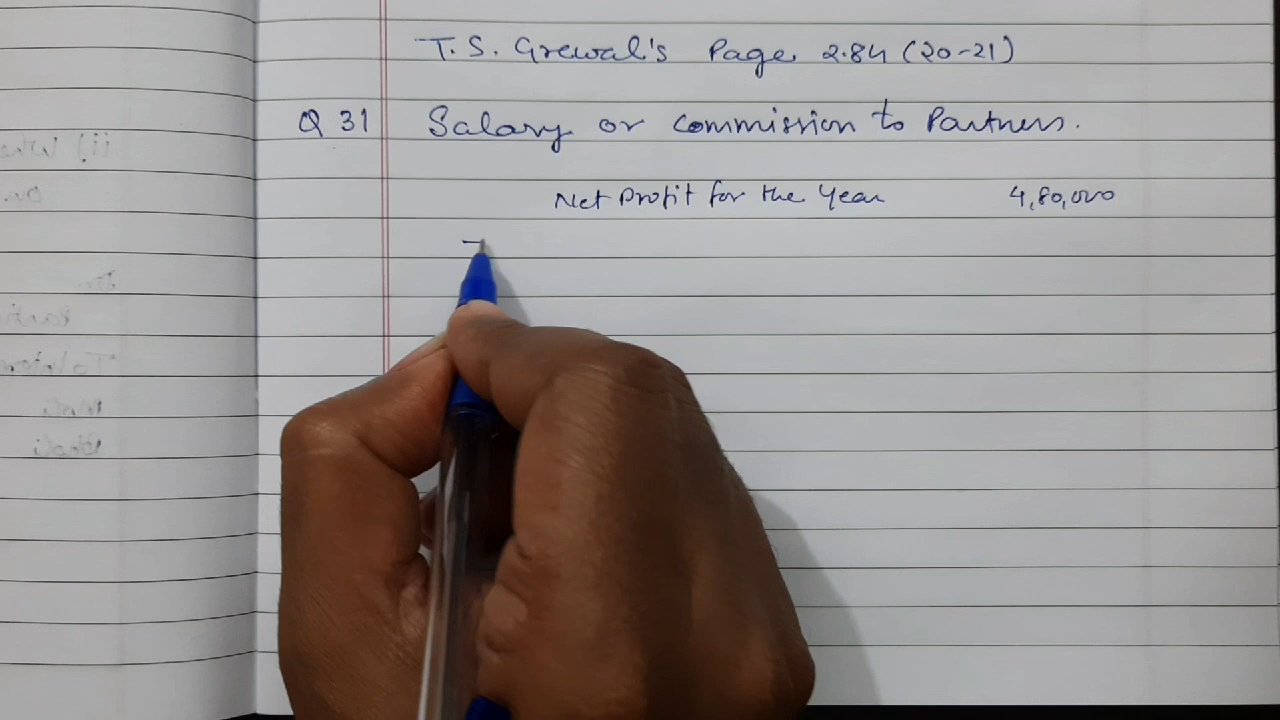 T. S. Grewal's Page 2.84 (20-21)
Q 31 Salary or Commission to Partners.
Net Profit for the Year 4,80,000